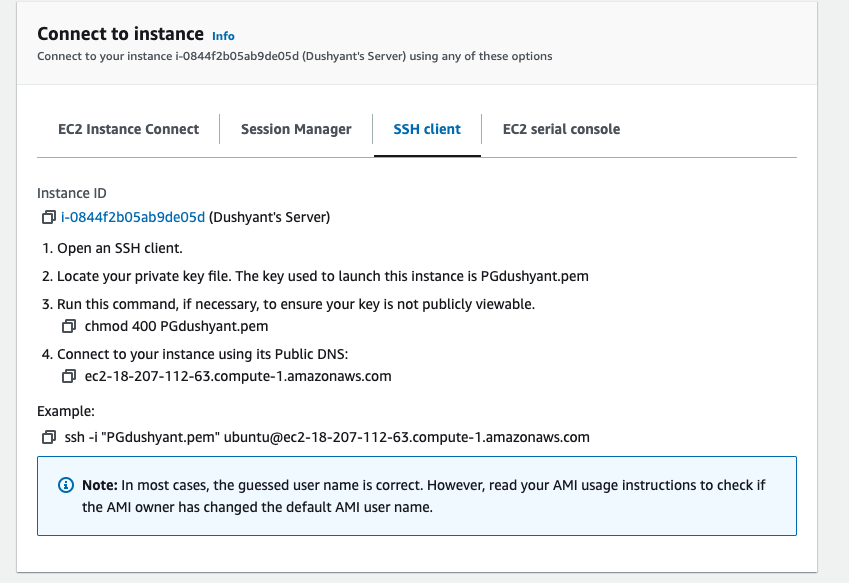 Connect to instance Info
Connect to your instance i-0844f2b05ab9de05d (Dushyant's Server) using any of these options
EC2 Instance Connect
Session Manager
SSH client
EC2 serial console
Instance ID
i-0844f2b05ab9de05d (Dushyant's Server)
1. Open an SSH client.
2. Locate your private key file. The key used to launch this instance is PGdushyant.pem
3. Run this command, if necessary, to ensure your key is not publicly viewable.
chmod 400 PGdushyant.pem
4. Connect to your instance using its Public DNS:
ec2-18-207-112-63.compute-1.amazonaws.com
Example:
ssh -i "PGdushyant.pem" ubuntu@ec2-18-207-112-63.compute-1.amazonaws.com
Note: In most cases, the guessed user name is correct. However, read your AMI usage instructions to check if
the AMI owner has changed the default AMI user name.